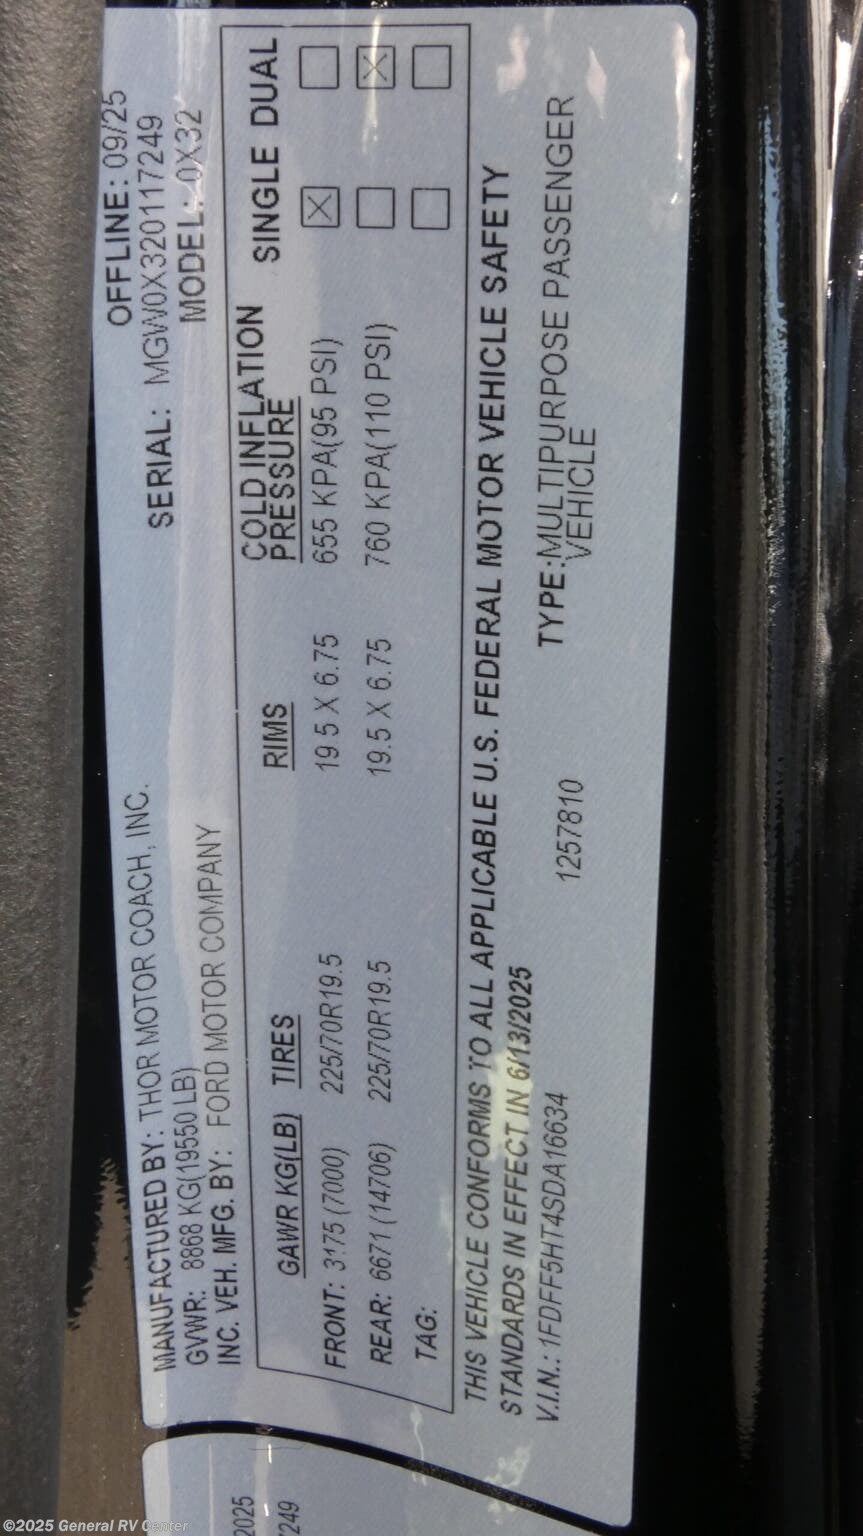 MANUFACTURED BY: THOR MOTOR COACH, INC. OFFLINE: 09/25
GVWR: 8868 KG(19550 LB) SERIAL: MGW0X320117249
INC. VEH. MFG. BY: FORD MOTOR COMPANY MODEL: 0X32
GAWR KG(LB) TIRES RIMS COLD INFLATION PRESSURE SINGLE DUAL
FRONT: 3175 (7000) 225/70R19.5 19.5 X 6.75 655 KPA(95 PSI)
REAR: 6671 (14706) 225/70R19.5 19.5 X 6.75 760 KPA(110 PSI)
TAG:
THIS VEHICLE CONFORMS TO ALL APPLICABLE U.S. FEDERAL MOTOR VEHICLE SAFETY
STANDARDS IN EFFECT IN 6/13/2025
V.I.N.: 1FDFF5HT4SDA16634 1257810 TYPE:MULTIPURPOSE PASSENGER
VEHICLE
2025
7249
©2025 General RV Center